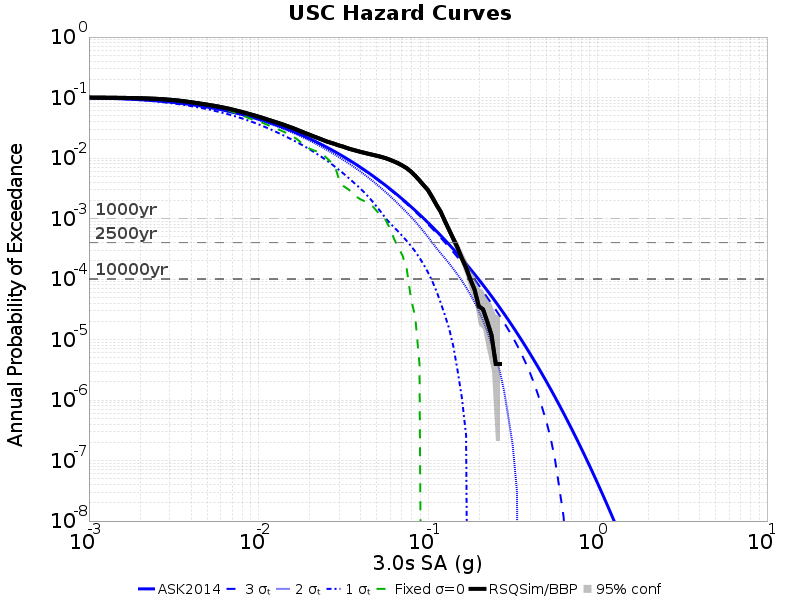 USC Hazard Curves
Annual Probability of Exceedance
10^0
10^-1
10^-2
10^-3
10^-4
10^-5
10^-6
10^-7
10^-8
1000yr
2500yr
10000yr
10^-3 10^-2 10^-1 10^0 10^1
3.0s SA (g)
ASK2014 3 σₜ 2 σₜ 1 σₜ Fixed σ=0 RSQSim/BBP 95% conf